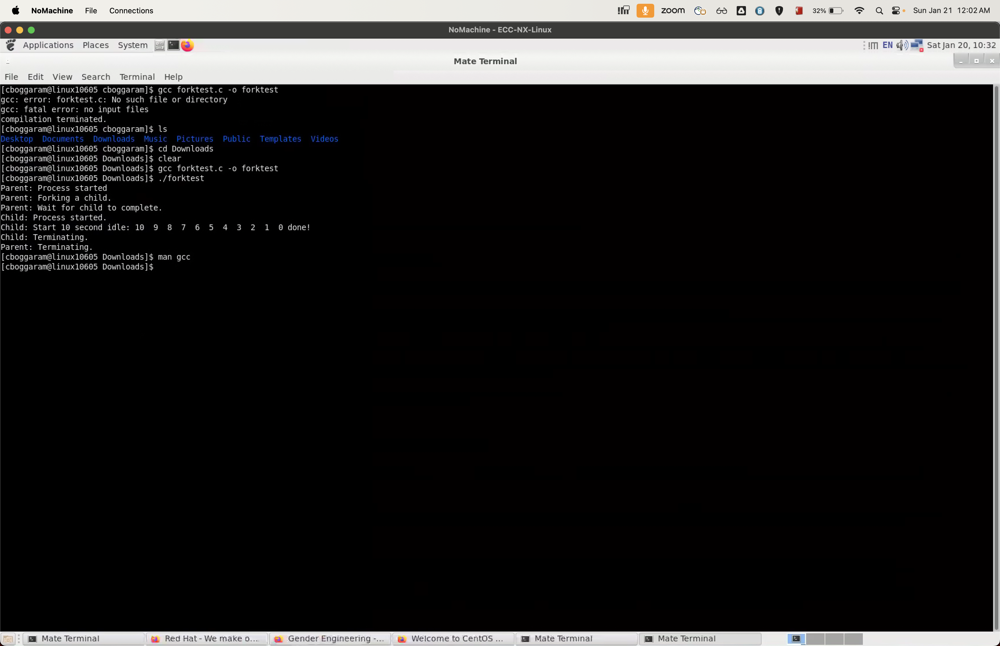 NoMachine File Connections zoom 32% Sun Jan 21 12:02 AM
NoMachine - ECC-NX-Linux
Applications Places System EN Sat Jan 20, 10:32
Mate Terminal
File Edit View Search Terminal Help
[cboggaram@linux10605 cboggaram]$ gcc forktest.c -o forktest
gcc: error: forktest.c: No such file or directory
gcc: fatal error: no input files
compilation terminated.
[cboggaram@linux10605 cboggaram]$ ls
Desktop Documents Downloads Music Pictures Public Templates Videos
[cboggaram@linux10605 cboggaram]$ cd Downloads
[cboggaram@linux10605 Downloads]$ clear
[cboggaram@linux10605 Downloads]$ gcc forktest.c -o forktest
[cboggaram@linux10605 Downloads]$ ./forktest
Parent: Process started
Parent: Forking a child.
Parent: Wait for child to complete.
Child: Process started.
Child: Start 10 second idle: 10 9 8 7 6 5 4 3 2 1 0 done!
Child: Terminating.
Parent: Terminating.
[cboggaram@linux10605 Downloads]$ man gcc
[cboggaram@linux10605 Downloads]$
Mate Terminal Red Hat - We make o... Gender Engineering -... Welcome to CentOS ... Mate Terminal Mate Terminal